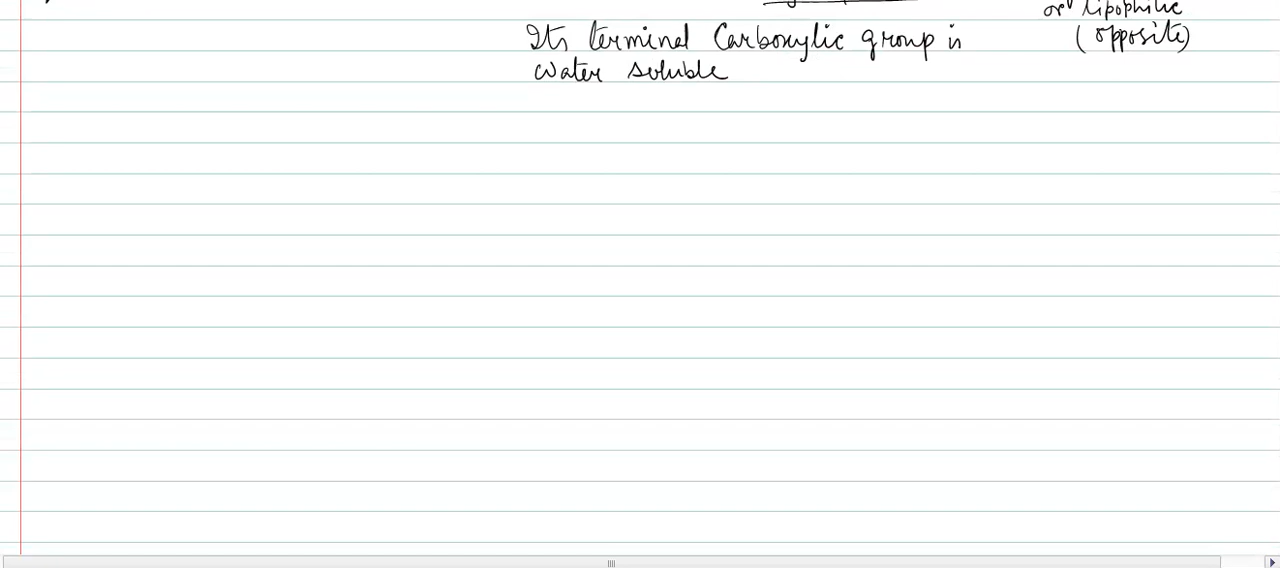 or lipophilic
(opposite)
Its terminal Carboxylic group is
water soluble